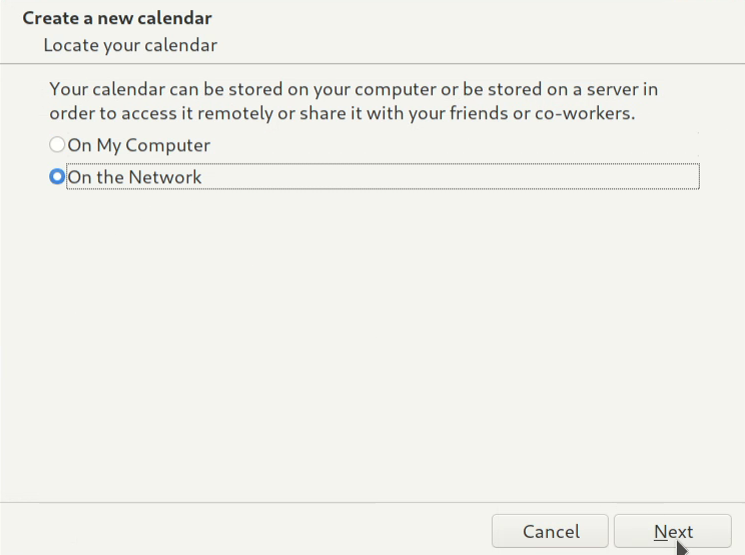 Create a new calendar
Locate your calendar
Your calendar can be stored on your computer or be stored on a server in
order to access it remotely or share it with your friends or co-workers.
On My Computer
On the Network
Cancel
Next